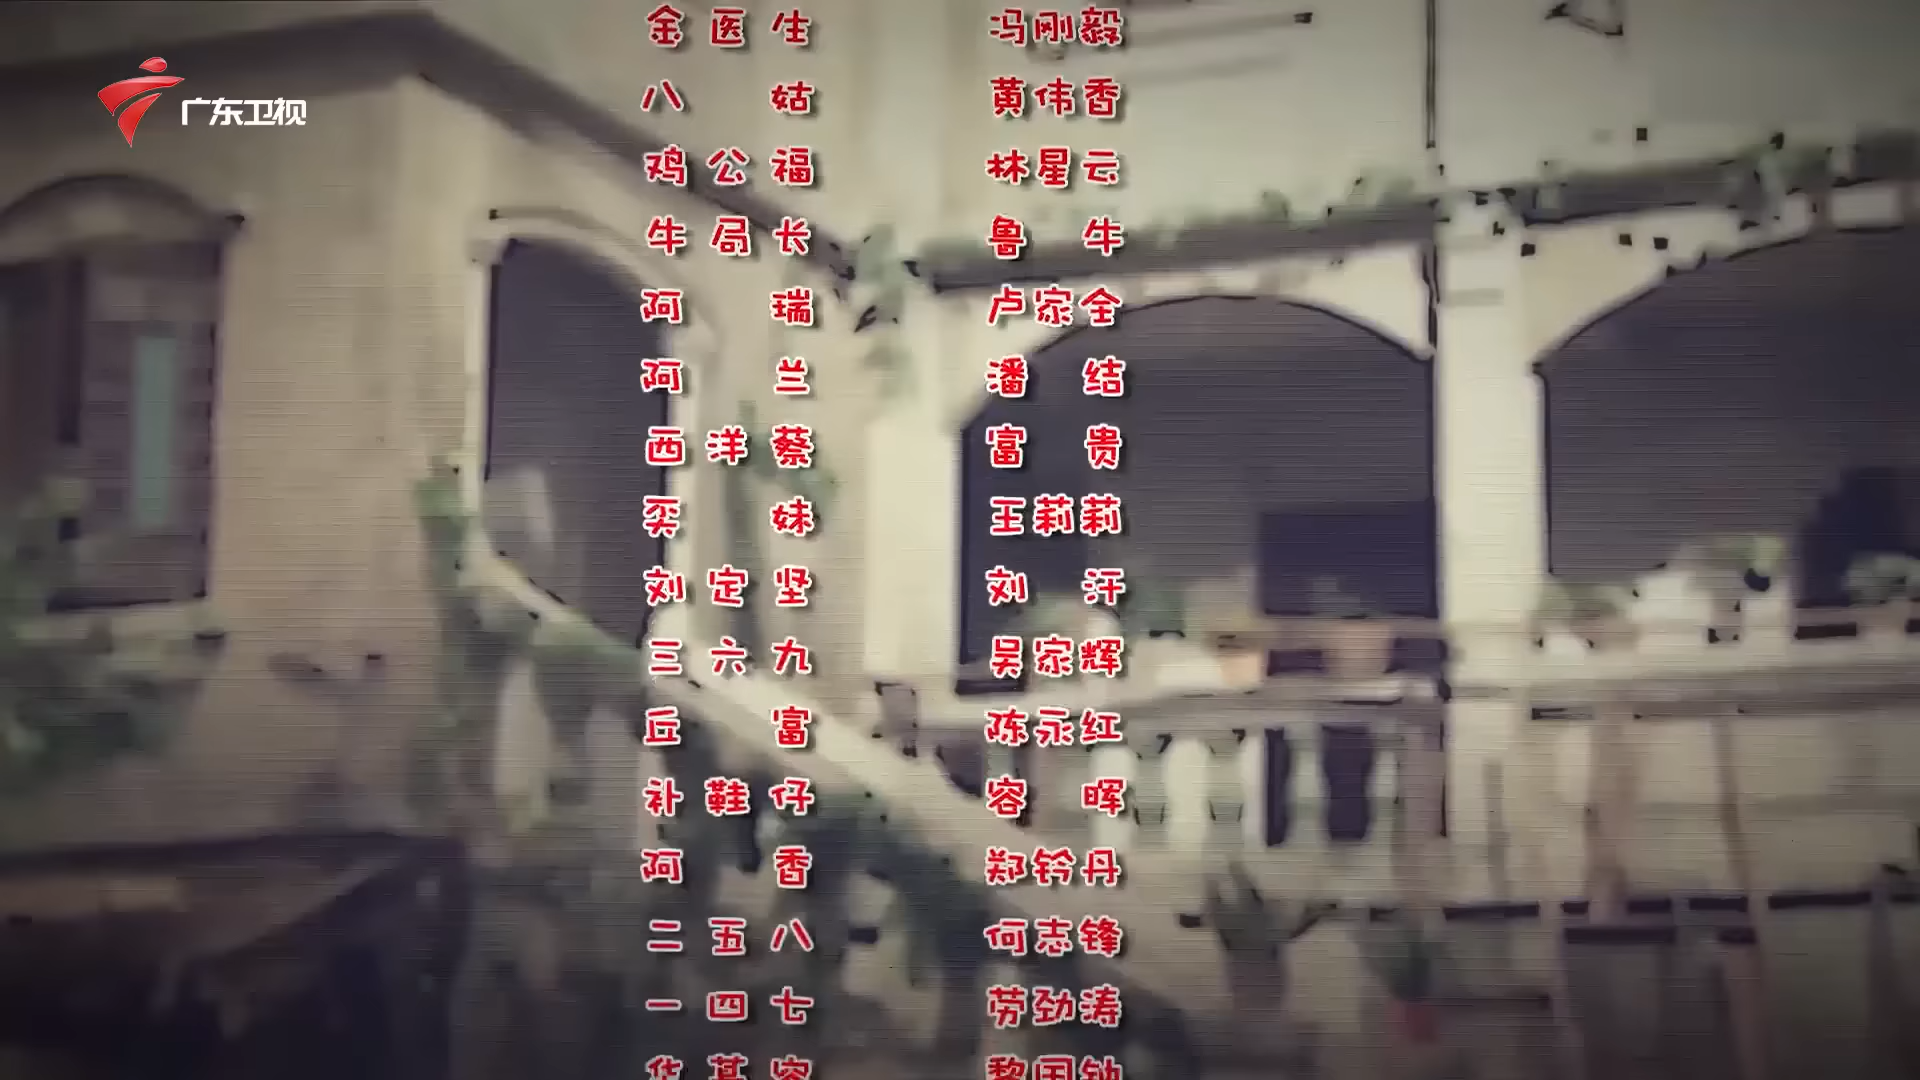 金医生 冯刚毅
八姑 黄伟香
广东卫视
鸡公福 林星云
牛局长 鲁牛
阿瑞 卢家全
阿兰 潘结
西洋蔡 富贵
奕妹 王莉莉
刘定坚 刘汗
三六九 吴家辉
丘富 陈永红
补鞋仔 容晖
阿香 郑铃丹
二五八 何志锋
一四七 劳劲涛